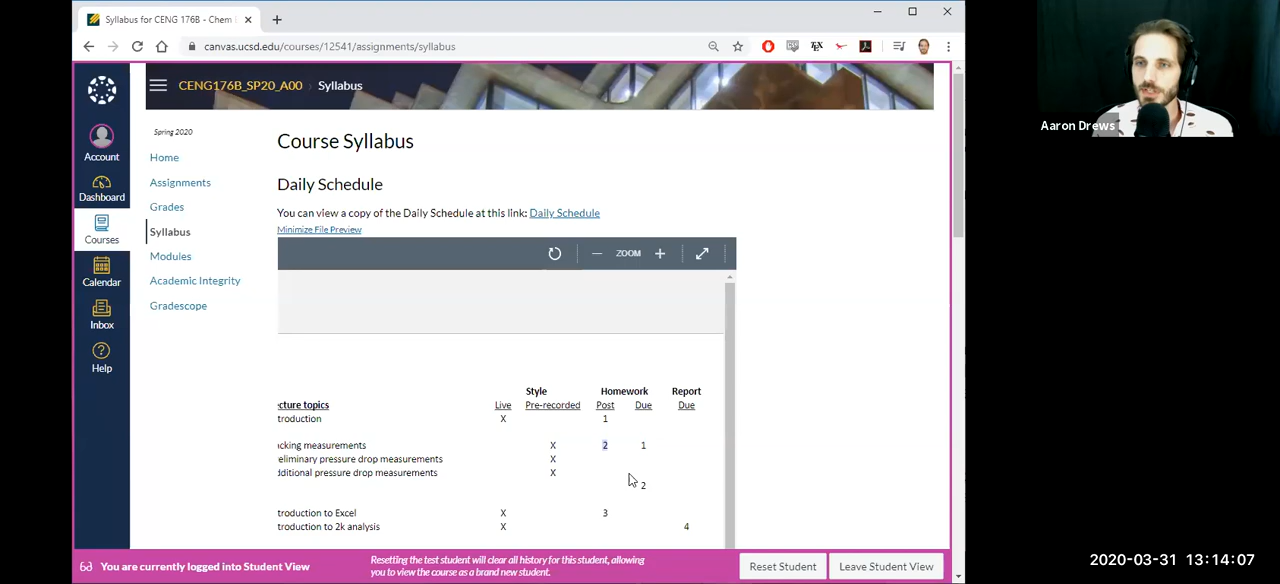 Syllabus for CENG 176B - Chem
canvas.ucsd.edu/courses/12541/assignments/syllabus
CENG176B_SP20_A00 › Syllabus
Account
Dashboard
Courses
Calendar
Inbox
Help
Spring 2020
Home
Assignments
Grades
Syllabus
Modules
Academic Integrity
Gradescope
Course Syllabus
Daily Schedule
You can view a copy of the Daily Schedule at this link: Daily Schedule
Minimize File Preview
ZOOM
Style Homework Report
cture topics Live Pre-recorded Post Due Due
troduction X 1
cking measurements X 2 1
eliminary pressure drop measurements X
dditional pressure drop measurements X
2
troduction to Excel X 3
troduction to 2k analysis X 4
You are currently logged into Student View
Resetting the test student will clear all history for this student, allowing
you to view the course as a brand new student.
Reset Student
Leave Student View
Aaron Drews
2020-03-31 13:14:07